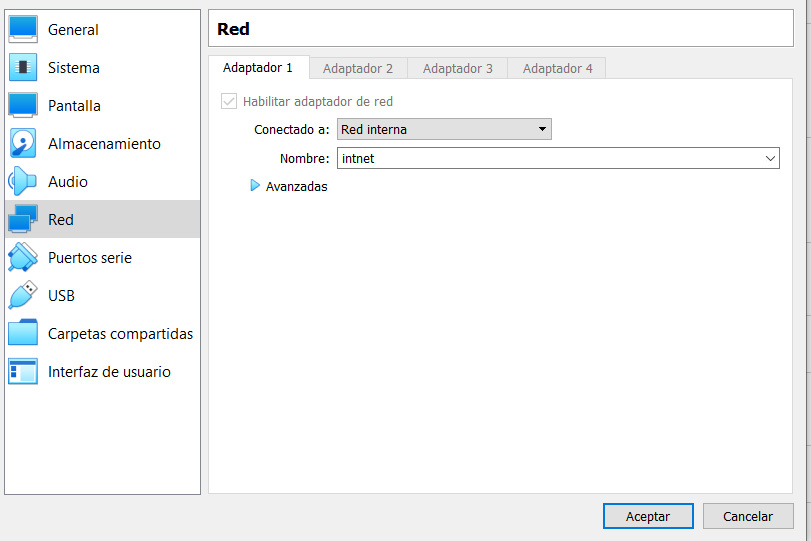 General
Sistema
Pantalla
Almacenamiento
Audio
Red
Puertos serie
USB
Carpetas compartidas
Interfaz de usuario
Red
Adaptador 1 Adaptador 2 Adaptador 3 Adaptador 4
Habilitar adaptador de red
Conectado a: Red interna
Nombre: intnet
Avanzadas
Aceptar Cancelar